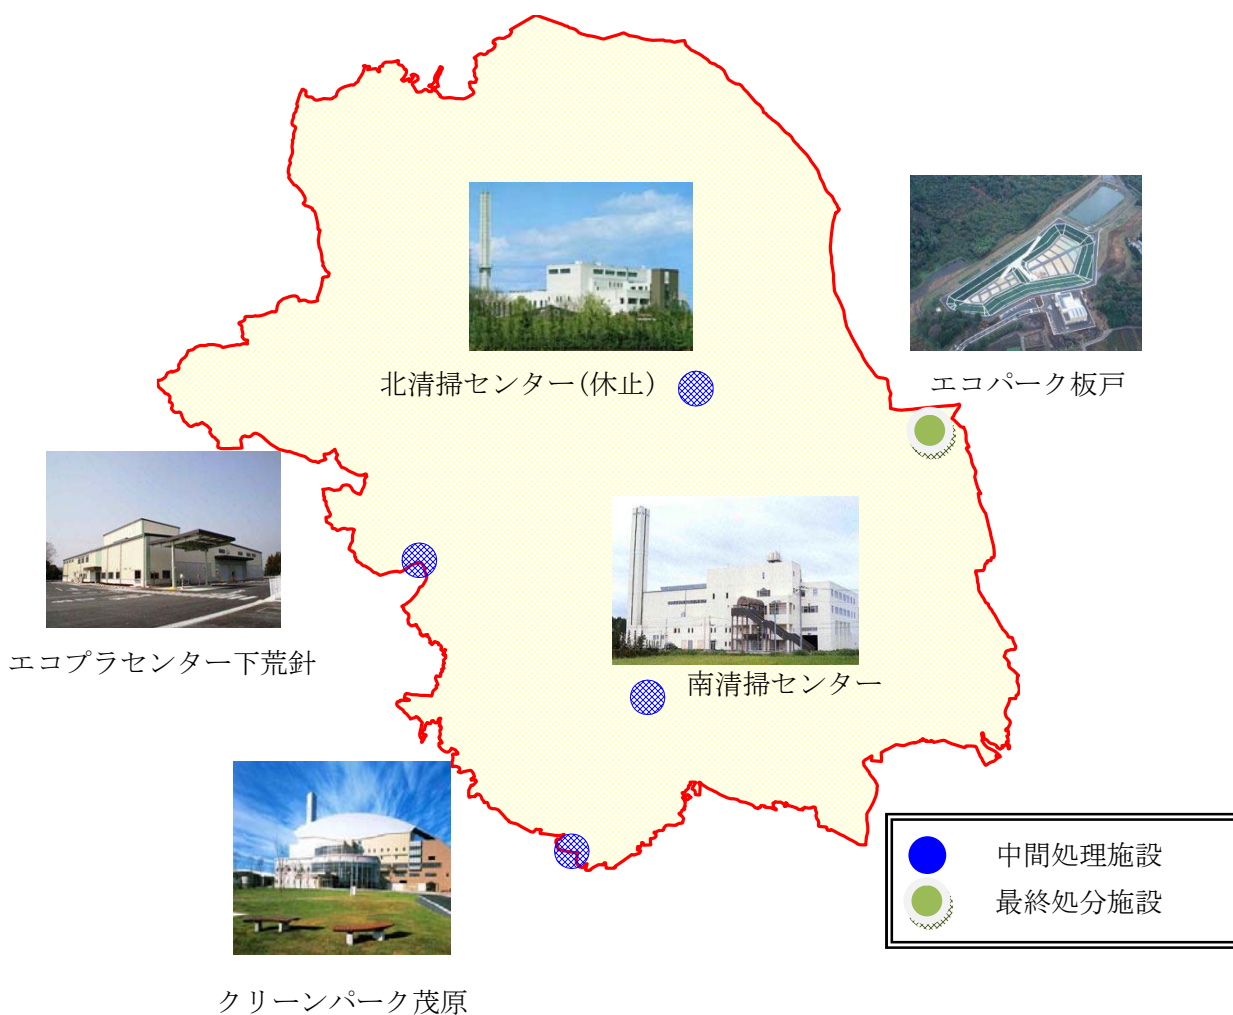 北清掃センター(休止)
エコパーク板戸
エコプラセンター下荒針
南清掃センター
中間処理施設
最終処分施設
クリーンパーク茂原